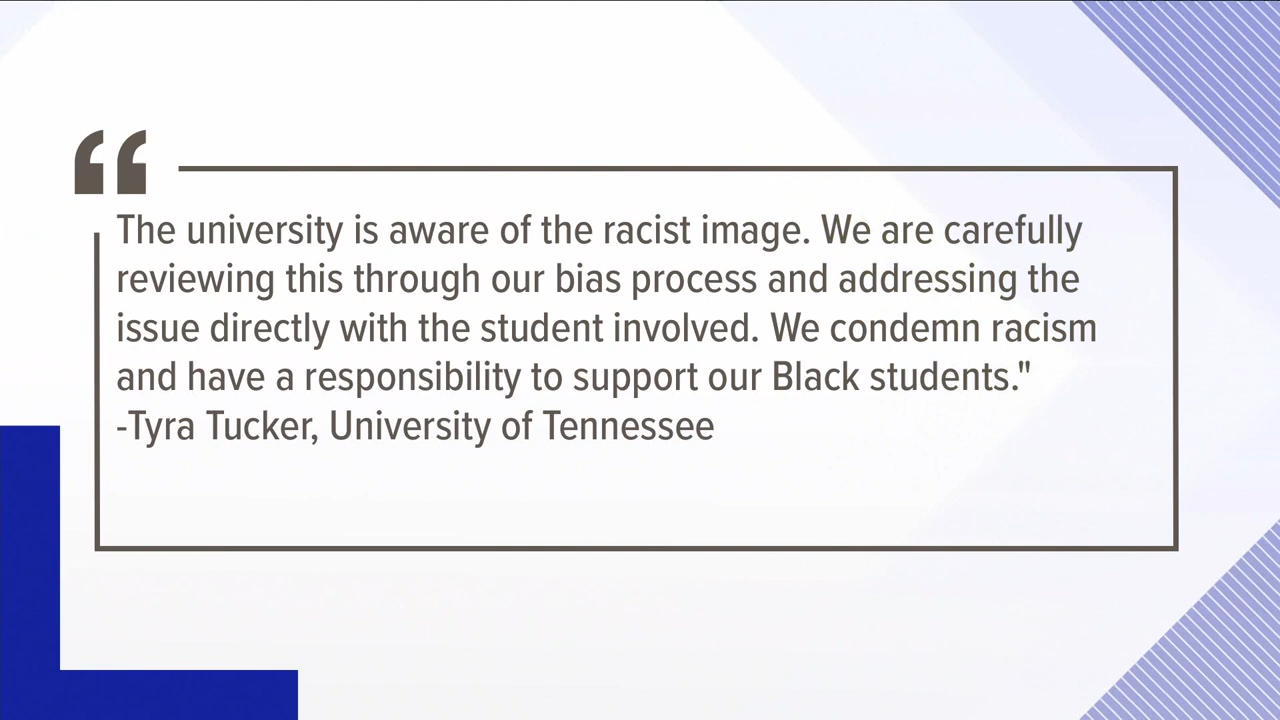 “
The university is aware of the racist image. We are carefully
reviewing this through our bias process and addressing the
issue directly with the student involved. We condemn racism
and have a responsibility to support our Black students."
-Tyra Tucker, University of Tennessee